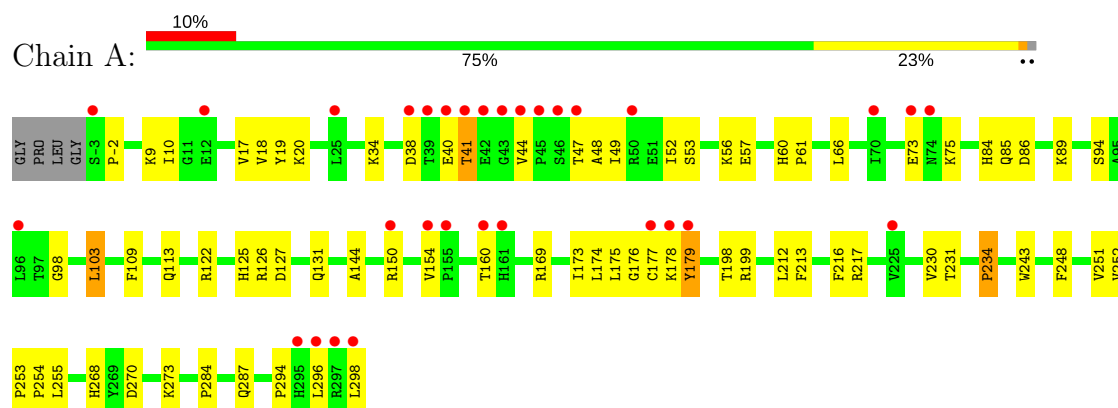 10%
Chain A:
75% 23% ••
GLY PRO LEU GLY S-3 P-2 K9 I10 G11 E12 V17 V18 Y19 K20 L25 K34 D38 T39 E40 T41 E42 G43 V44 P45 S46 T47 A48 I49 R50 E51 I52 S53 K56 E57 H60 P61 L66 I70 E73 N74 K75 H84 Q85 D86 K89 S94 A95
L96 T97 G98 L103 F109 Q113 R122 H125 R126 D127 Q131 A144 R150 V154 P155 T160 H161 R169 I173 L174 L175 G176 C177 K178 Y179 T198 R199 L212 F213 F216 R217 V225 V230 T231 P234 W243 F248 V251 V252
P253 P254 L255 H268 Y269 D270 K273 P284 Q287 P294 H295 L296 R297 L298